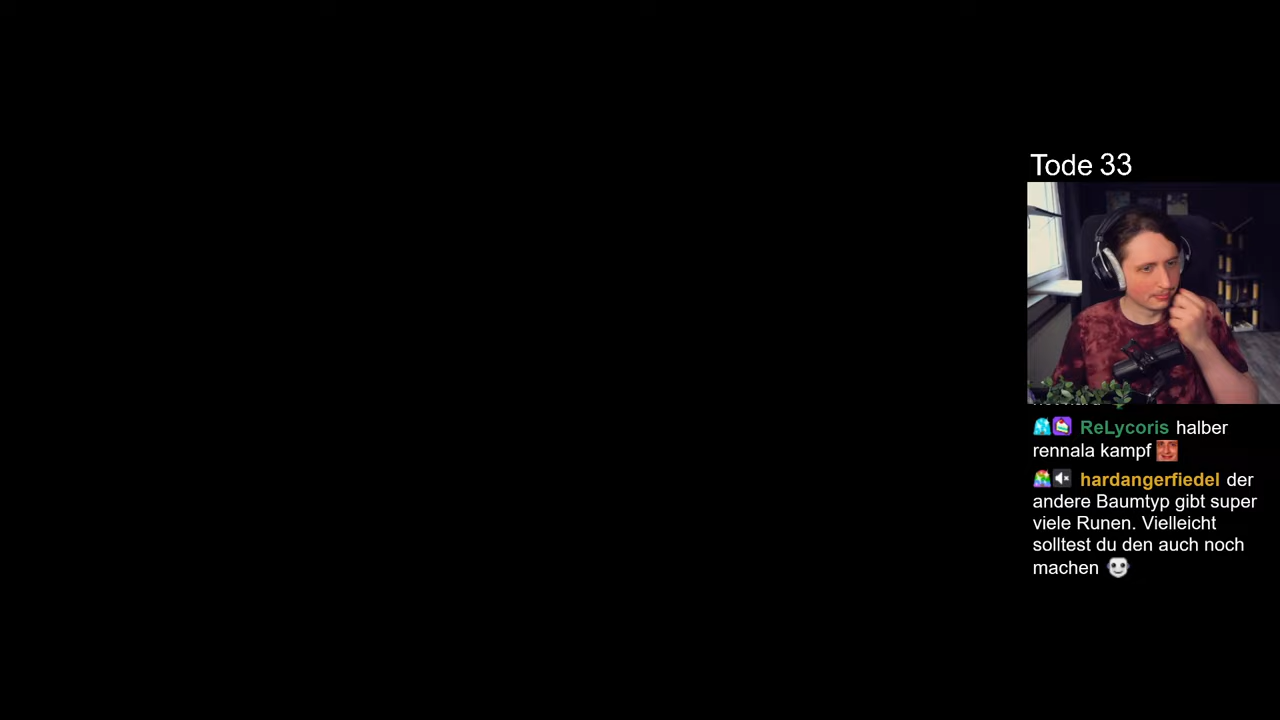 Tode 33
ReLycoris halber
rennala kampf
hardangerfiedel der
andere Baumtyp gibt super
viele Runen. Vielleicht
solltest du den auch noch
machen